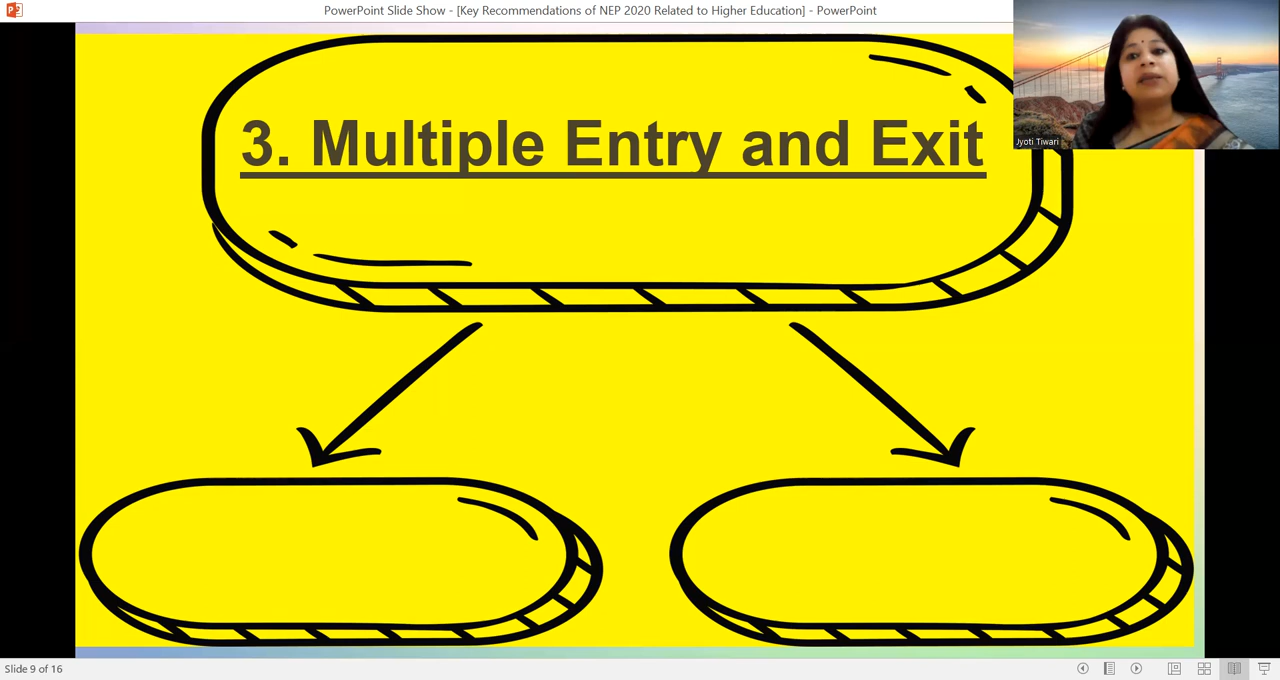 PowerPoint Slide Show - [Key Recommendations of NEP 2020 Related to Higher Education] - PowerPoint
3. Multiple Entry and Exit
Jyoti Tiwari
Slide 9 of 16